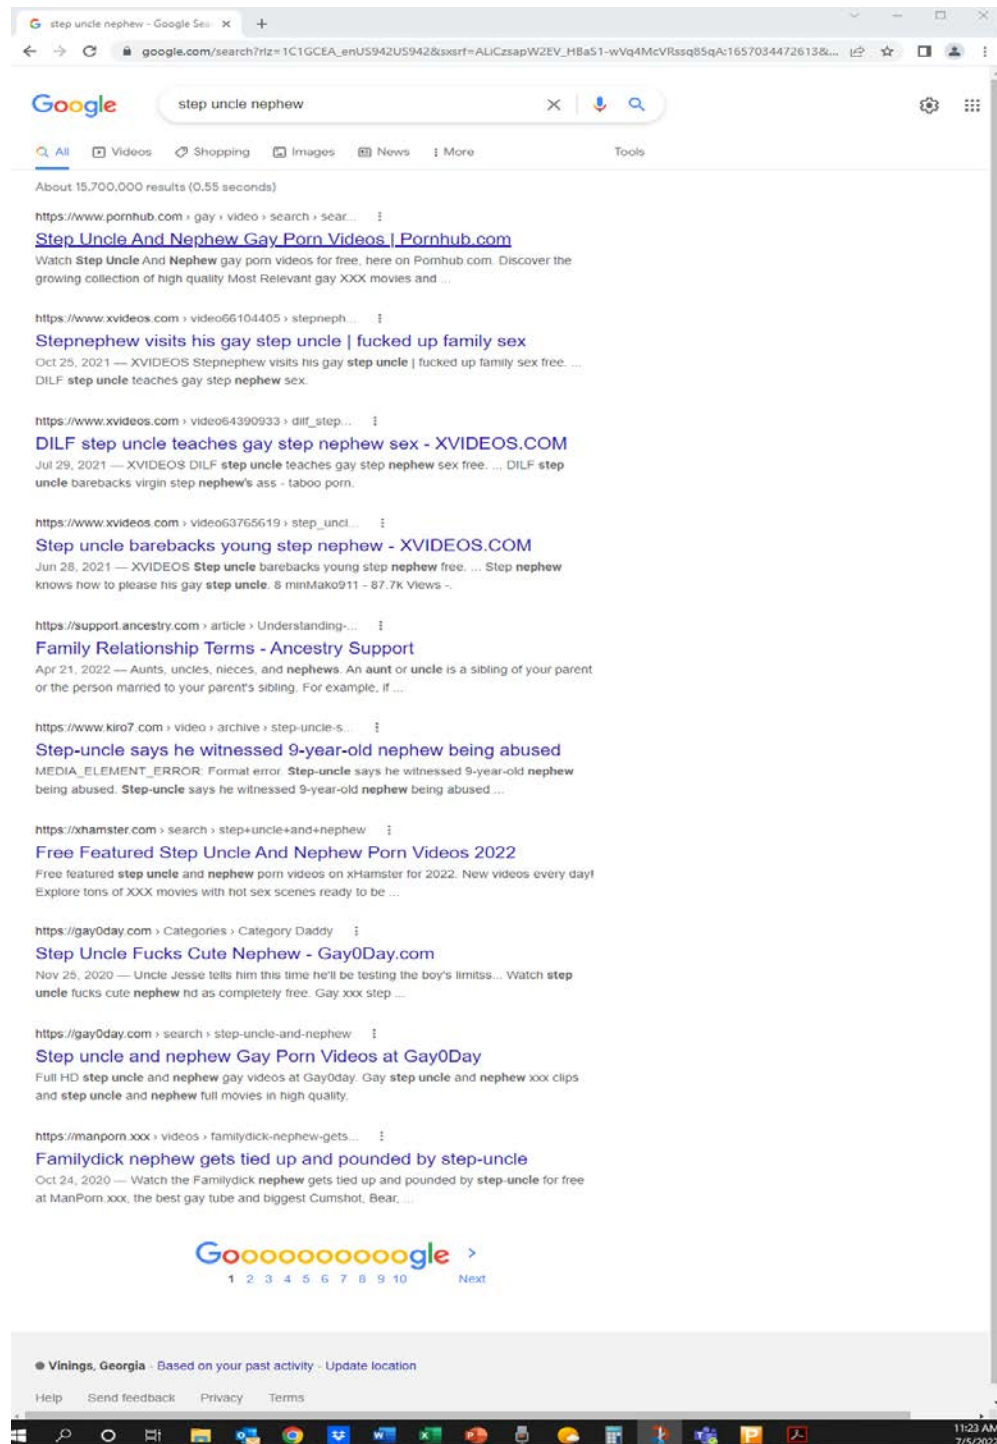 step uncle nephew - Google Sea
google.com/search?rlz=1C1GCEA_enUS942US942&sxsrf=ALiCzsapW2EV_HBaS1-wVq4McVRssq85qA:1657034472613&...
Google
step uncle nephew
All Videos Shopping Images News More Tools
About 15,700,000 results (0.55 seconds)
https://www.pornhub.com › gay › video › search › sear...
Step Uncle And Nephew Gay Porn Videos | Pornhub.com
Watch Step Uncle And Nephew gay porn videos for free, here on Pornhub.com. Discover the
growing collection of high quality Most Relevant gay XXX movies and ...
https://www.xvideos.com › video66104405 › stepneph...
Stepnephew visits his gay step uncle | fucked up family sex
Oct 25, 2021 — XVIDEOS Stepnephew visits his gay step uncle | fucked up family sex free. ...
DILF step uncle teaches gay step nephew sex.
https://www.xvideos.com › video64390933 › dilf_step...
DILF step uncle teaches gay step nephew sex - XVIDEOS.COM
Jul 29, 2021 — XVIDEOS DILF step uncle teaches gay step nephew sex free. ... DILF step
uncle barebacks virgin step nephew's ass - taboo porn.
https://www.xvideos.com › video63765619 › step_uncl...
Step uncle barebacks young step nephew - XVIDEOS.COM
Jun 28, 2021 — XVIDEOS Step uncle barebacks young step nephew free. ... Step nephew
knows how to please his gay step uncle. 8 minMako911 - 87.7K Views -.
https://support.ancestry.com › article › Understanding-...
Family Relationship Terms - Ancestry Support
Apr 21, 2022 — Aunts, uncles, nieces, and nephews. An aunt or uncle is a sibling of your parent
or the person married to your parent's sibling. For example, if ...
https://www.kiro7.com › video › archive › step-uncle-s...
Step-uncle says he witnessed 9-year-old nephew being abused
MEDIA_ELEMENT_ERROR: Format error. Step-uncle says he witnessed 9-year-old nephew
being abused. Step-uncle says he witnessed 9-year-old nephew being abused ...
https://xhamster.com › search › step+uncle+and+nephew
Free Featured Step Uncle And Nephew Porn Videos 2022
Free featured step uncle and nephew porn videos on xHamster for 2022. New videos every day!
Explore tons of XXX movies with hot sex scenes ready to be ...
https://gay0day.com › Categories › Category Daddy
Step Uncle Fucks Cute Nephew - Gay0Day.com
Nov 25, 2020 — Uncle Jesse tells him this time he'll be testing the boy's limitss... Watch step
uncle fucks cute nephew hd as completely free. Gay xxx step ...
https://gay0day.com › search › step-uncle-and-nephew
Step uncle and nephew Gay Porn Videos at Gay0Day
Full HD step uncle and nephew gay videos at Gay0day. Gay step uncle and nephew xxx clips
and step uncle and nephew full movies in high quality.
https://manporn.xxx › videos › familydick-nephew-gets...
Familydick nephew gets tied up and pounded by step-uncle
Oct 24, 2020 — Watch the Familydick nephew gets tied up and pounded by step-uncle for free
at ManPorn.xxx, the best gay tube and biggest Cumshot, Bear, ...
Goooooooooogle >
1 2 3 4 5 6 7 8 9 10 Next
Vinings, Georgia - Based on your past activity - Update location
Help Send feedback Privacy Terms
11:23 AM